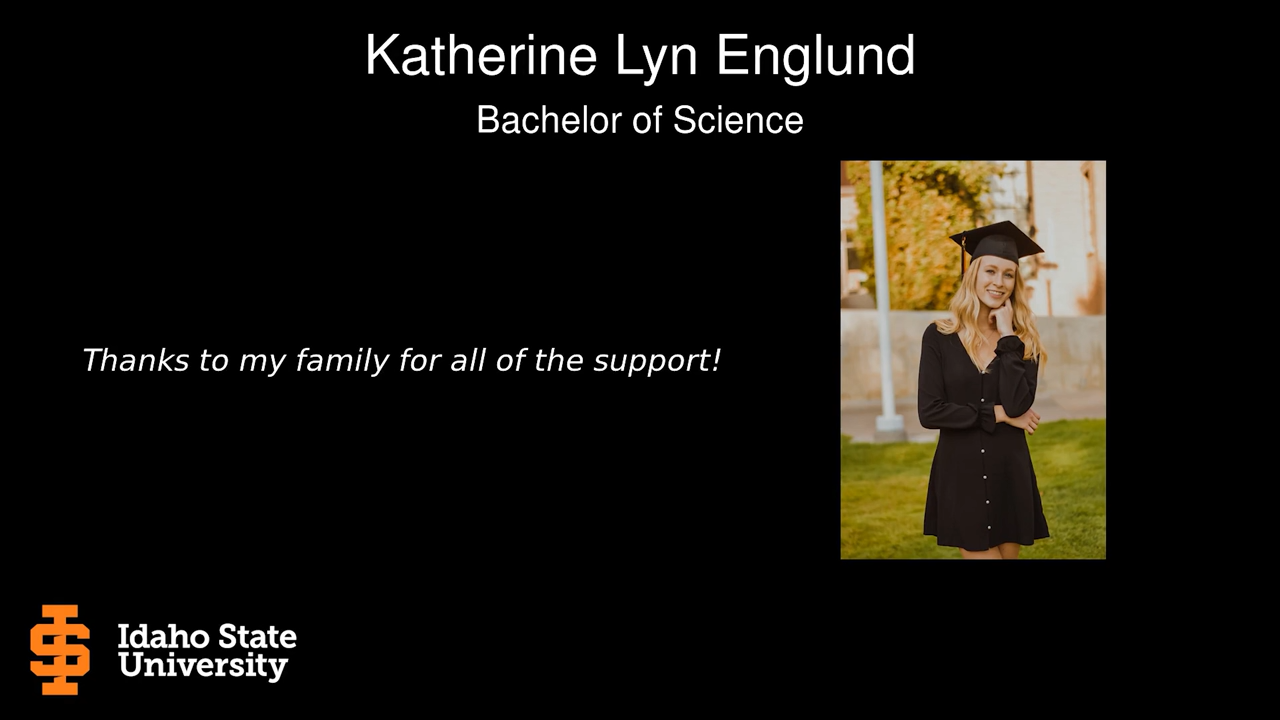 Katherine Lyn Englund
Bachelor of Science
Thanks to my family for all of the support!
Idaho State
University